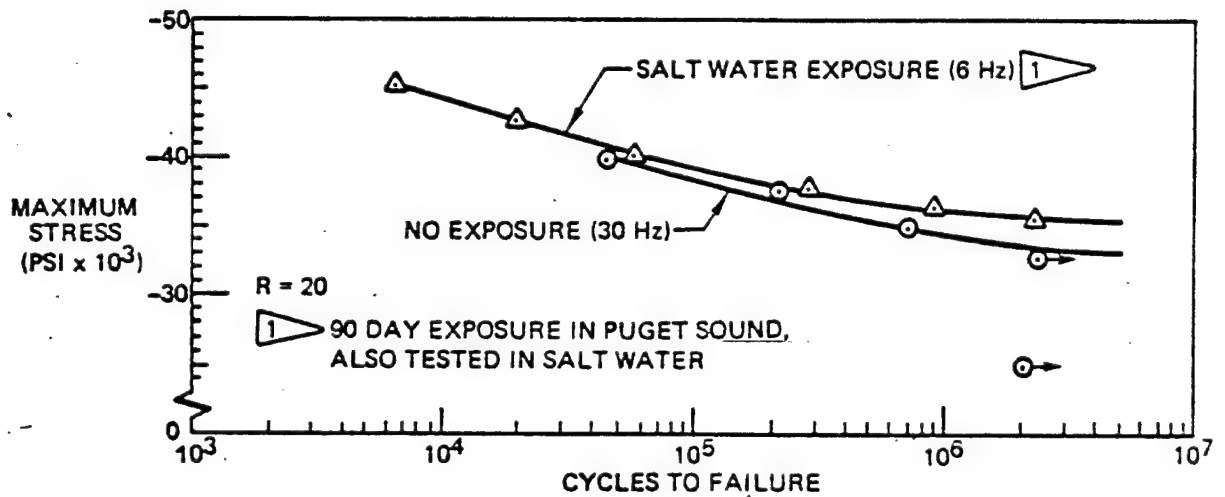 -50
SALT WATER EXPOSURE (6 Hz) 1
-40
MAXIMUM
STRESS
(PSI x 10³)
NO EXPOSURE (30 Hz)
-30
R = 20
1 90 DAY EXPOSURE IN PUGET SOUND,
ALSO TESTED IN SALT WATER
0
10³ 10⁴ 10⁵ 10⁶ 10⁷
CYCLES TO FAILURE